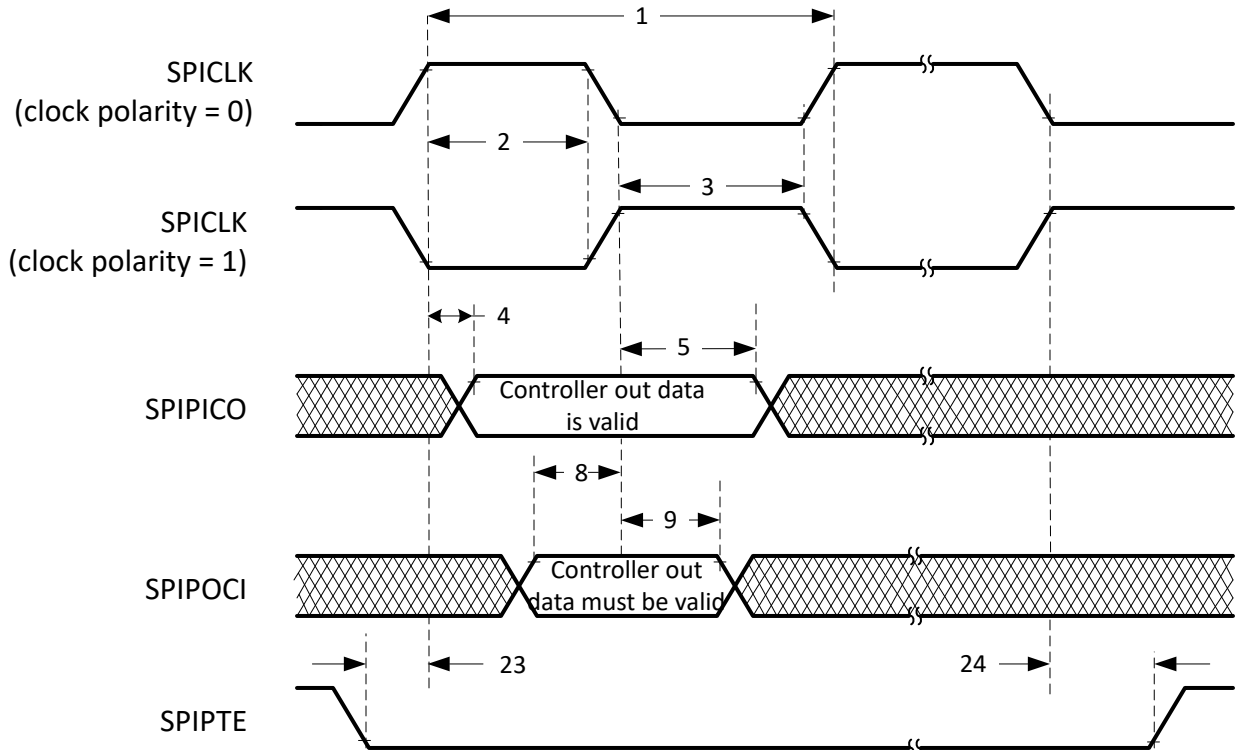 1
SPICLK
(clock polarity = 0)
2
3
SPICLK
(clock polarity = 1)
4
5
SPIPICO
Controller out data
is valid
8
9
SPIPOCI
Controller out
data must be valid
23
24
SPIPTE